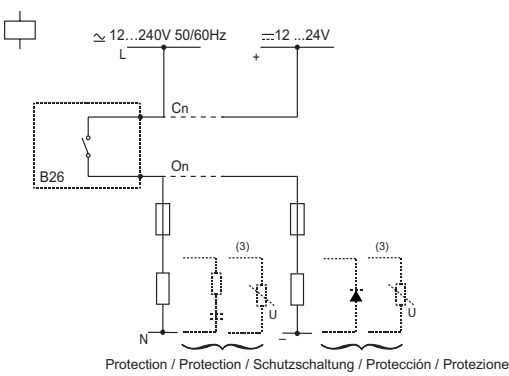 ≃ 12...240V 50/60Hz
⎓12 ...24V
L
+
Cn
On
B26
(3)
(3)
U
U
N
–
Protection / Protection / Schutzschaltung / Protección / Protezione